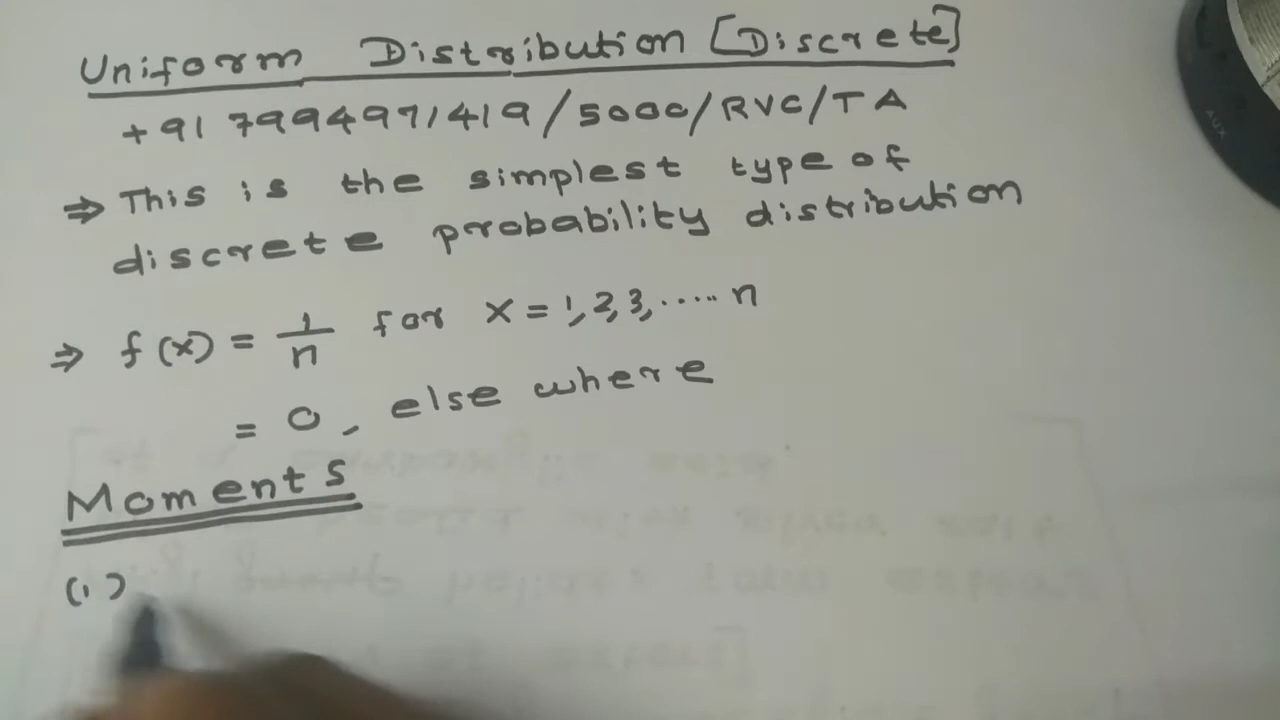 Uniform Distribution [Discrete]
+91 7994971419/5000/RVC/TA
⇒ This is the simplest type of
discrete probability distribution
⇒ f(x) = 1/n for x = 1,2,3,..... n
= 0, else where
Moments
(1)
AUX